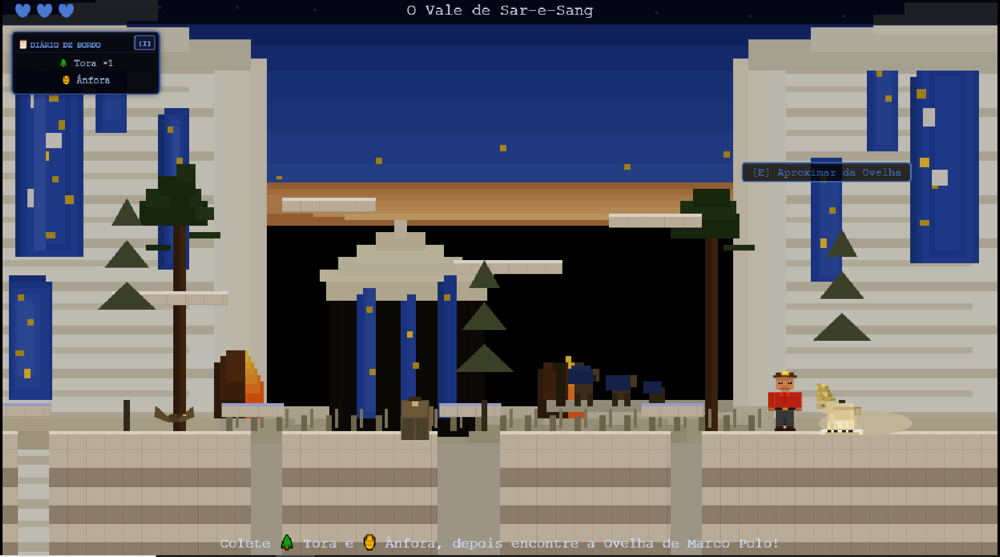 O Vale de Sar-e-Sang
DIÁRIO DE BORDO [I]
Tora ×1
Ânfora
[E] Aproximar da Ovelha
Colete Tora e Ânfora, depois encontre a Ovelha de Marco Polo!